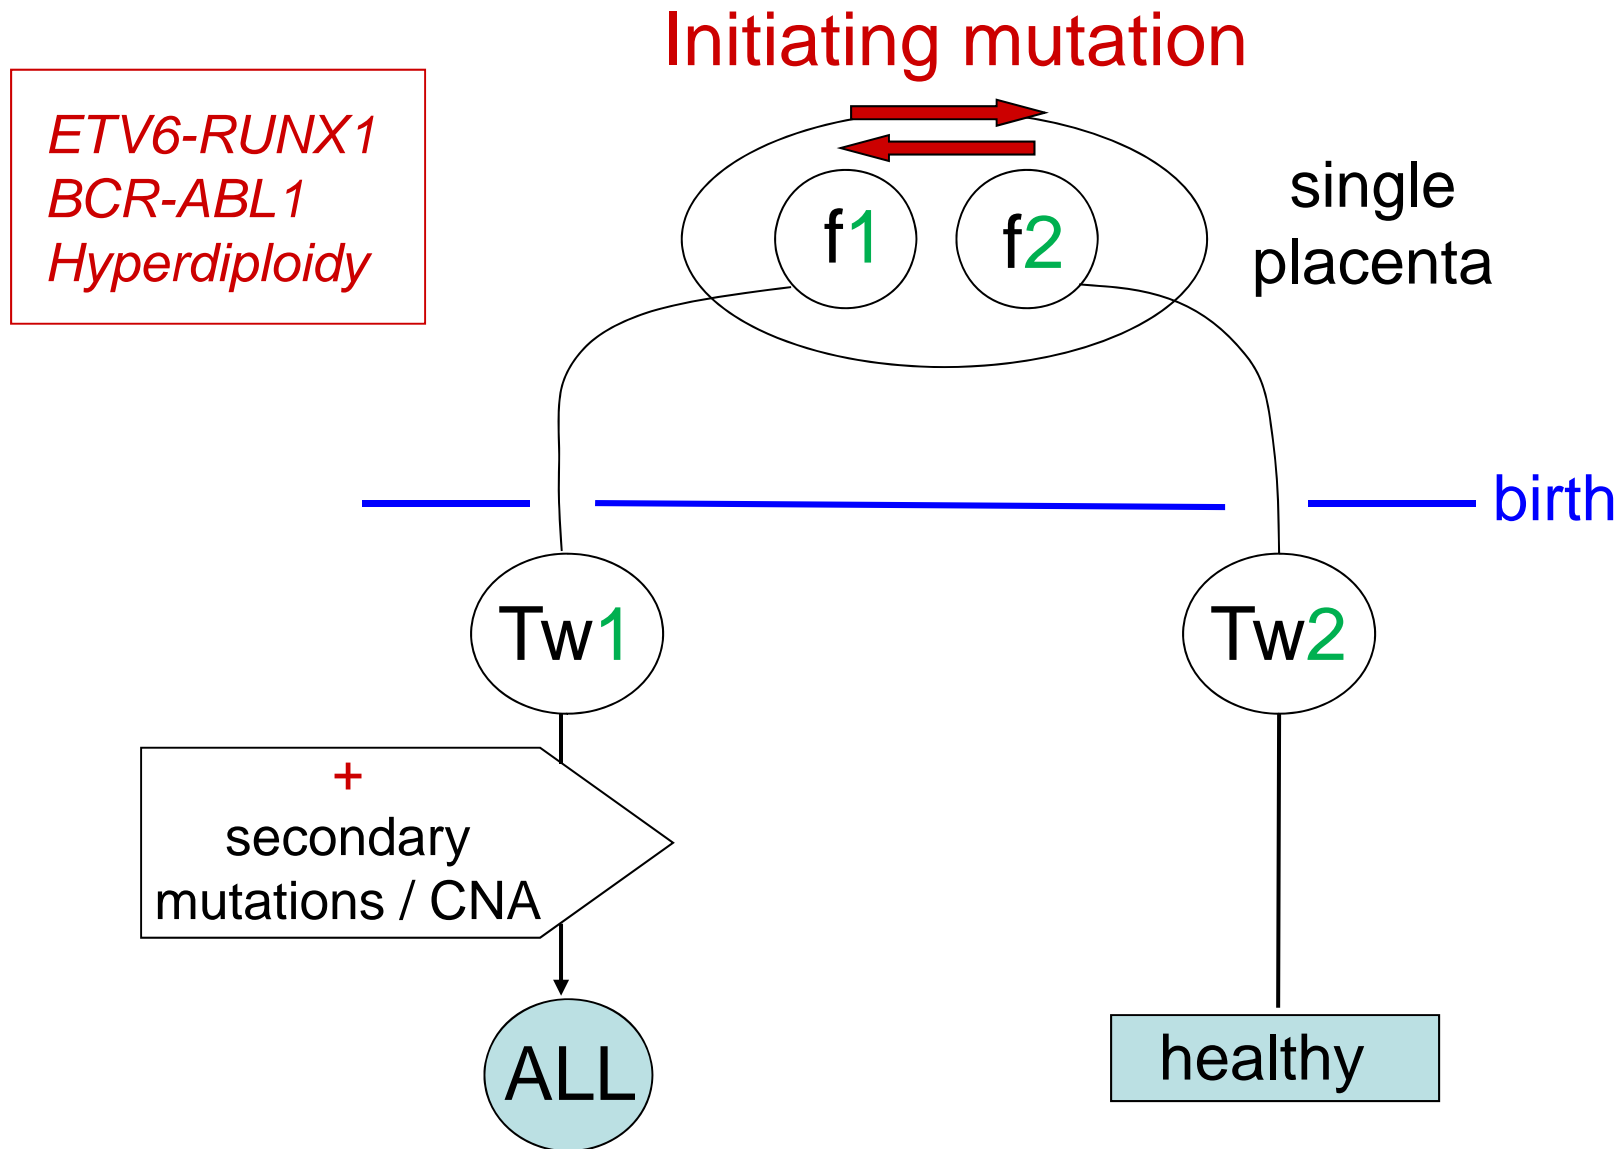 Initiating mutation
ETV6-RUNX1
BCR-ABL1
Hyperdiploidy
f1
f2
single
placenta
birth
Tw1
Tw2
+
secondary
mutations / CNA
ALL
healthy